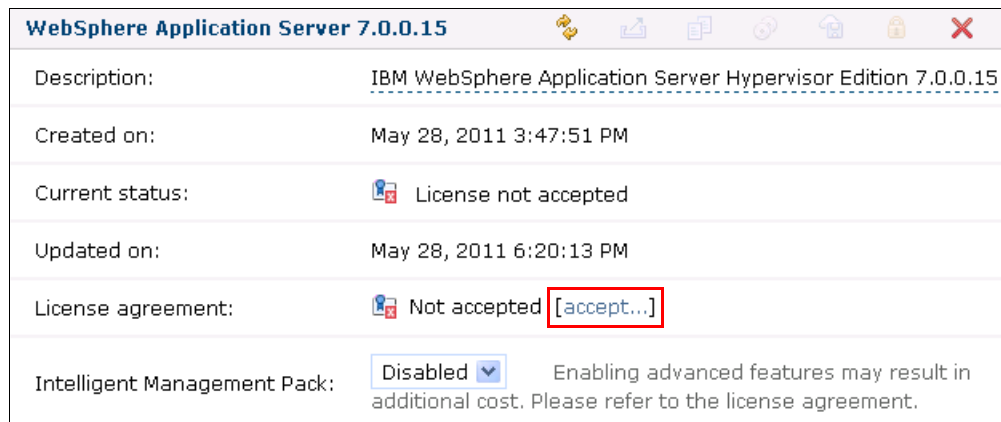 WebSphere Application Server 7.0.0.15
Description: IBM WebSphere Application Server Hypervisor Edition 7.0.0.15
Created on: May 28, 2011 3:47:51 PM
Current status: License not accepted
Updated on: May 28, 2011 6:20:13 PM
License agreement: Not accepted [accept...]
Intelligent Management Pack: Disabled Enabling advanced features may result in
additional cost. Please refer to the license agreement.